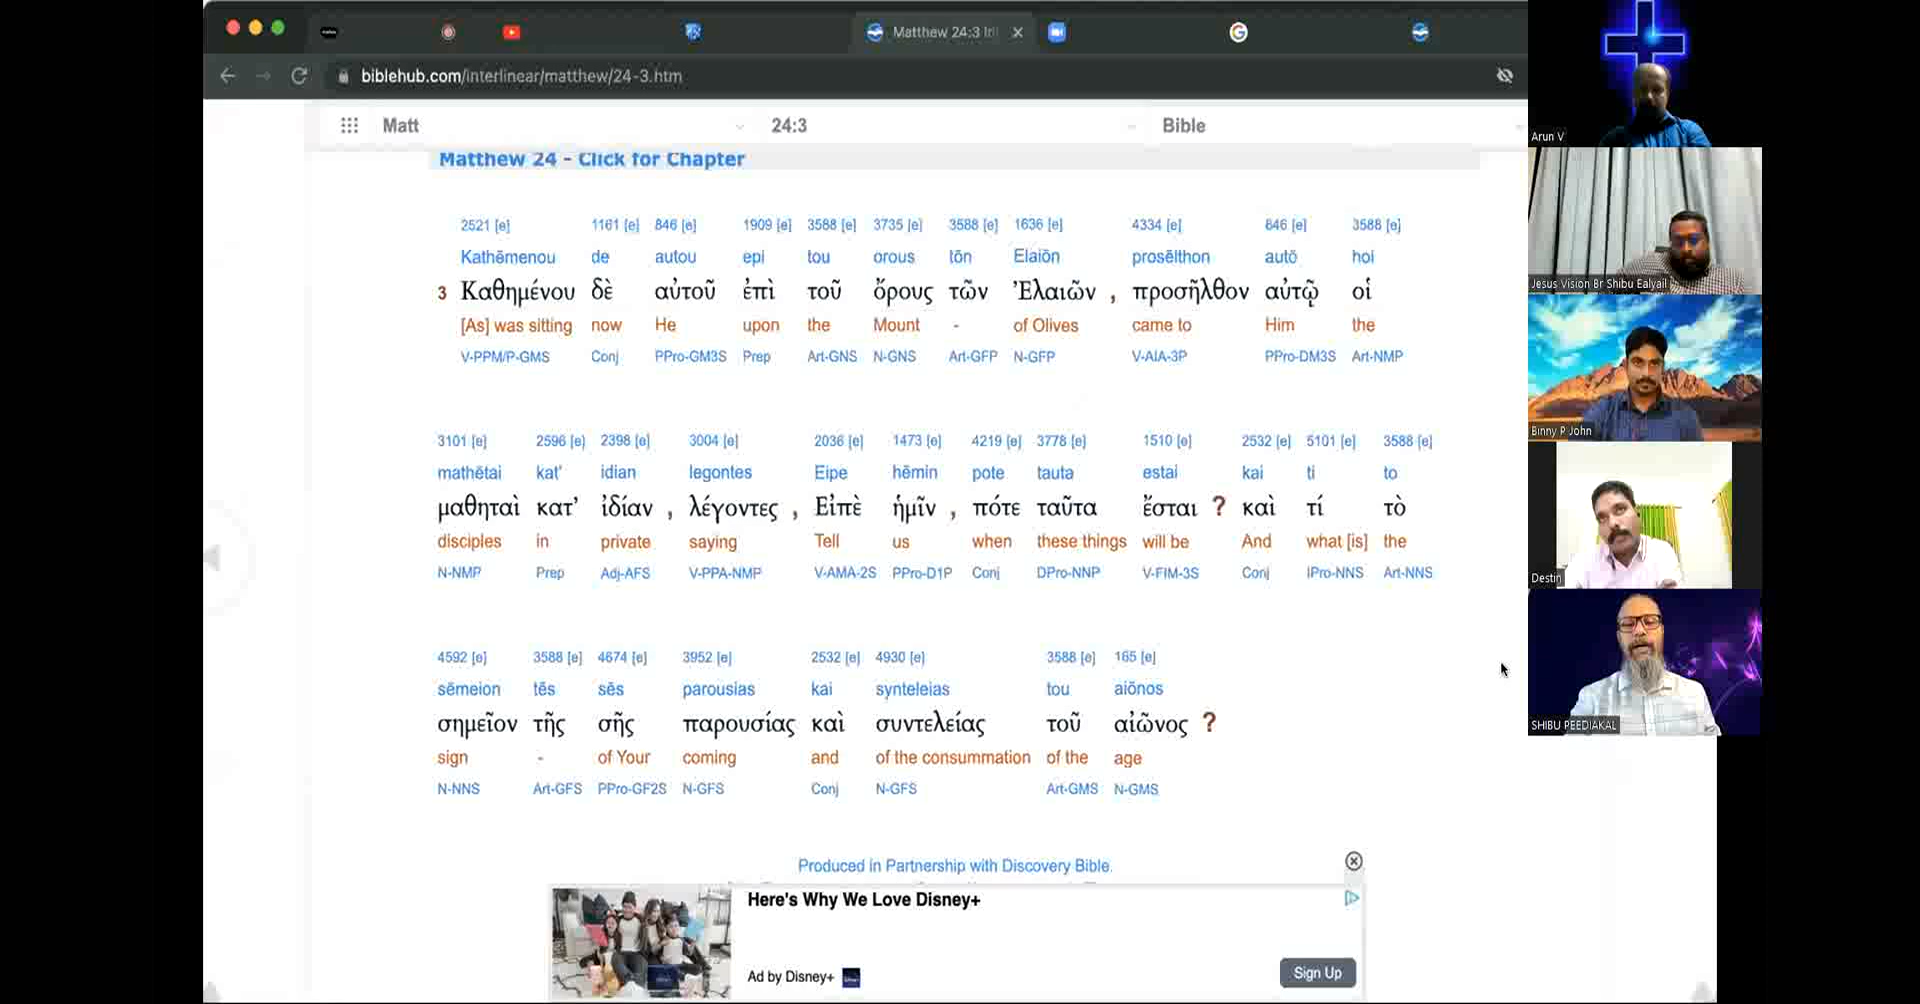 Matthew 24:3 Int
biblehub.com/interlinear/matthew/24-3.htm
Matt 24:3 Bible
Matthew 24 - Click for Chapter
2521 [e] 1161 [e] 846 [e] 1909 [e] 3588 [e] 3735 [e] 3588 [e] 1636 [e] 4334 [e] 846 [e] 3588 [e]
Kathēmenou de autou epi tou orous tōn Elaiōn prosēlthon autō hoi
3 Καθημένου δὲ αὐτοῦ ἐπὶ τοῦ ὄρους τῶν Ἐλαιῶν , προσῆλθον αὐτῷ οἱ
[As] was sitting now He upon the Mount - of Olives came to Him the
V-PPM/P-GMS Conj PPro-GM3S Prep Art-GNS N-GNS Art-GFP N-GFP V-AIA-3P PPro-DM3S Art-NMP
3101 [e] 2596 [e] 2398 [e] 3004 [e] 2036 [e] 1473 [e] 4219 [e] 3778 [e] 1510 [e] 2532 [e] 5101 [e] 3588 [e]
mathētai kat’ idian legontes Eipe hēmin pote tauta estai kai ti to
μαθηταὶ κατ’ ἰδίαν , λέγοντες , Εἰπὲ ἡμῖν , πότε ταῦτα ἔσται ? καὶ τί τὸ
disciples in private saying Tell us when these things will be And what [is] the
N-NMP Prep Adj-AFS V-PPA-NMP V-AMA-2S PPro-D1P Conj DPro-NNP V-FIM-3S Conj IPro-NNS Art-NNS
4592 [e] 3588 [e] 4674 [e] 3952 [e] 2532 [e] 4930 [e] 3588 [e] 165 [e]
sēmeion tēs sēs parousias kai synteleias tou aiōnos
σημεῖον τῆς σῆς παρουσίας καὶ συντελείας τοῦ αἰῶνος ?
sign - of Your coming and of the consummation of the age
N-NNS Art-GFS PPro-GF2S N-GFS Conj N-GFS Art-GMS N-GMS
Produced in Partnership with Discovery Bible.
Here's Why We Love Disney+
Ad by Disney+
Sign Up
Arun V
Jesus Vision Br Shibu Ealyail
Binny P John
Destin
SHIBU PEEDIAKAL